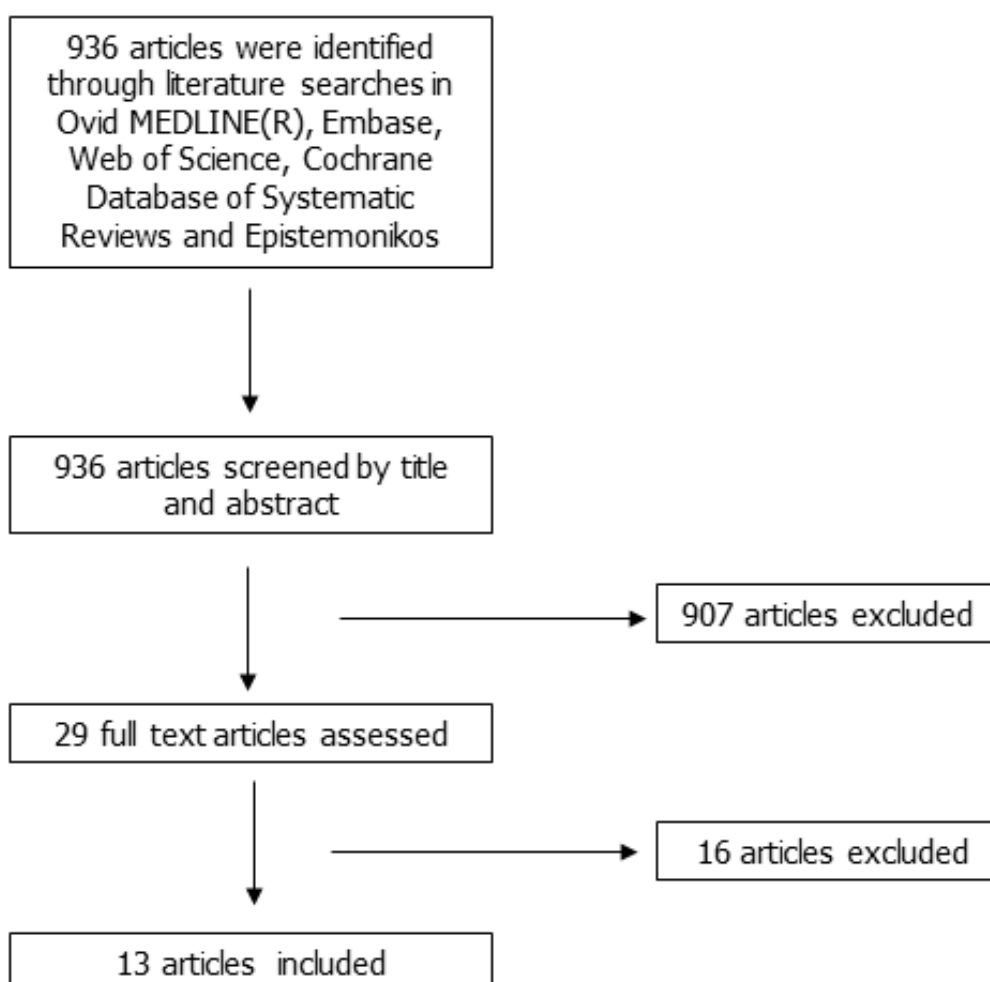 936 articles were identified
through literature searches in
Ovid MEDLINE(R), Embase,
Web of Science, Cochrane
Database of Systematic
Reviews and Epistemonikos
936 articles screened by title
and abstract
907 articles excluded
29 full text articles assessed
16 articles excluded
13 articles included